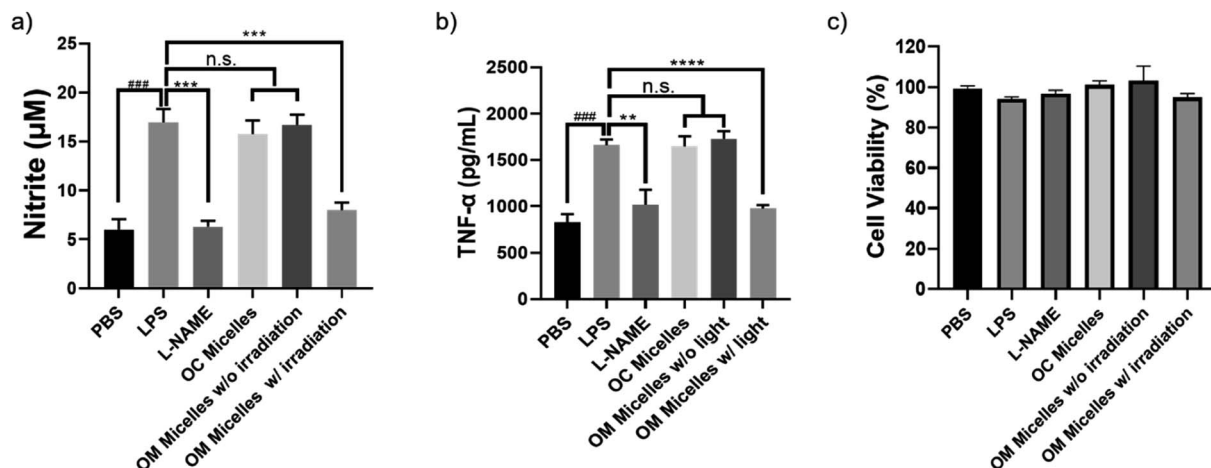 a)
Nitrite (µM)
25
20
15
10
5
0
***
n.s.
###
***
PBS
LPS
L-NAME
OC Micelles
OM Micelles w/o irradiation
OM Micelles w/ irradiation
b)
TNF-α (pg/mL)
2500
2000
1500
1000
500
0
****
n.s.
###
**
PBS
LPS
L-NAME
OC Micelles
OM Micelles w/o light
OM Micelles w/ light
c)
Cell Viability (%)
120
100
80
60
40
20
0
PBS
LPS
L-NAME
OC Micelles
OM Micelles w/o irradiation
OM Micelles w/ irradiation